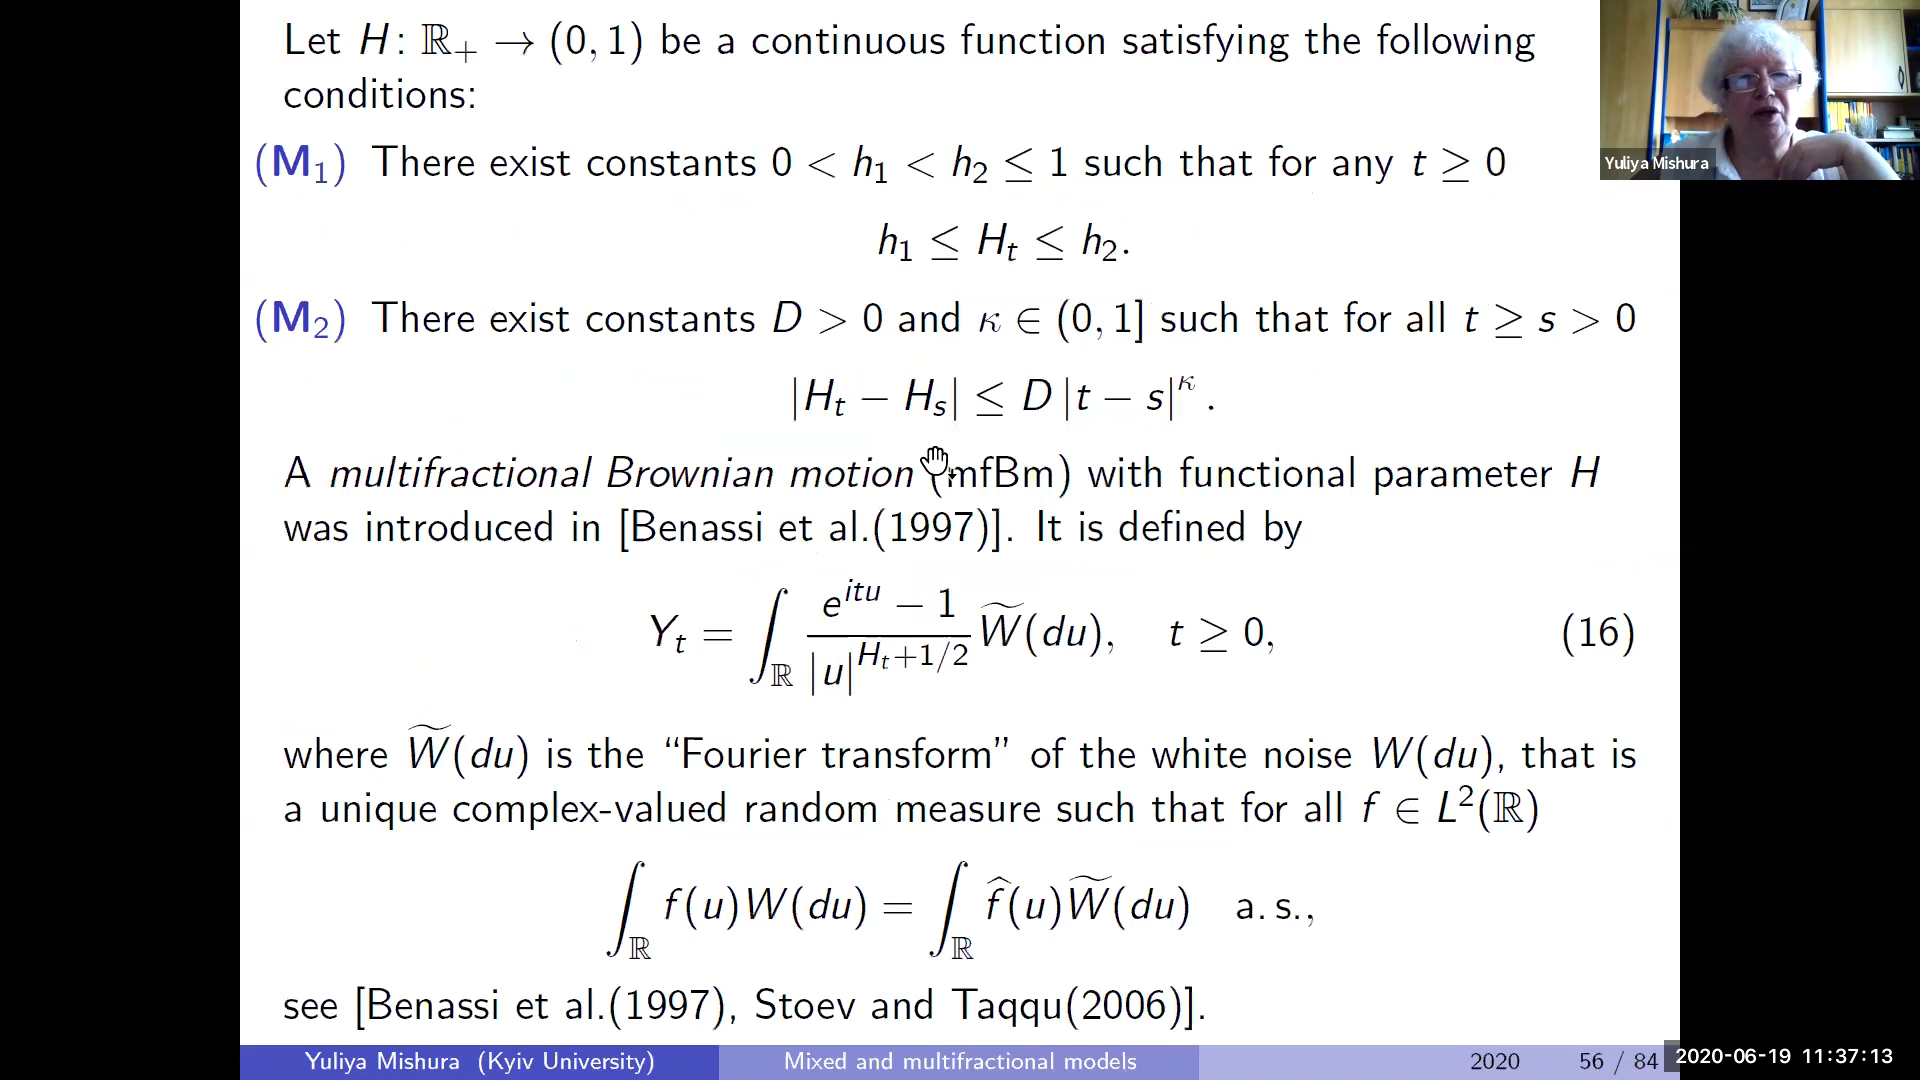 Let H: ℝ₊ → (0, 1) be a continuous function satisfying the following
conditions:
(M₁) There exist constants 0 < h₁ < h₂ ≤ 1 such that for any t ≥ 0
h₁ ≤ Hₜ ≤ h₂.
(M₂) There exist constants D > 0 and κ ∈ (0, 1] such that for all t ≥ s > 0
|Hₜ − Hₛ| ≤ D |t − s|^κ.
A multifractional Brownian motion (mfBm) with functional parameter H
was introduced in [Benassi et al.(1997)]. It is defined by
Yₜ = ∫_ℝ (e^{itu} − 1)/|u|^{Hₜ+1/2} W̃(du), t ≥ 0, (16)
where W̃(du) is the “Fourier transform” of the white noise W(du), that is
a unique complex-valued random measure such that for all f ∈ L²(ℝ)
∫_ℝ f(u)W(du) = ∫_ℝ f̂(u)W̃(du) a. s.,
see [Benassi et al.(1997), Stoev and Taqqu(2006)].
Yuliya Mishura (Kyiv University) Mixed and multifractional models 2020 56 / 84
Yuliya Mishura
2020-06-19 11:37:13